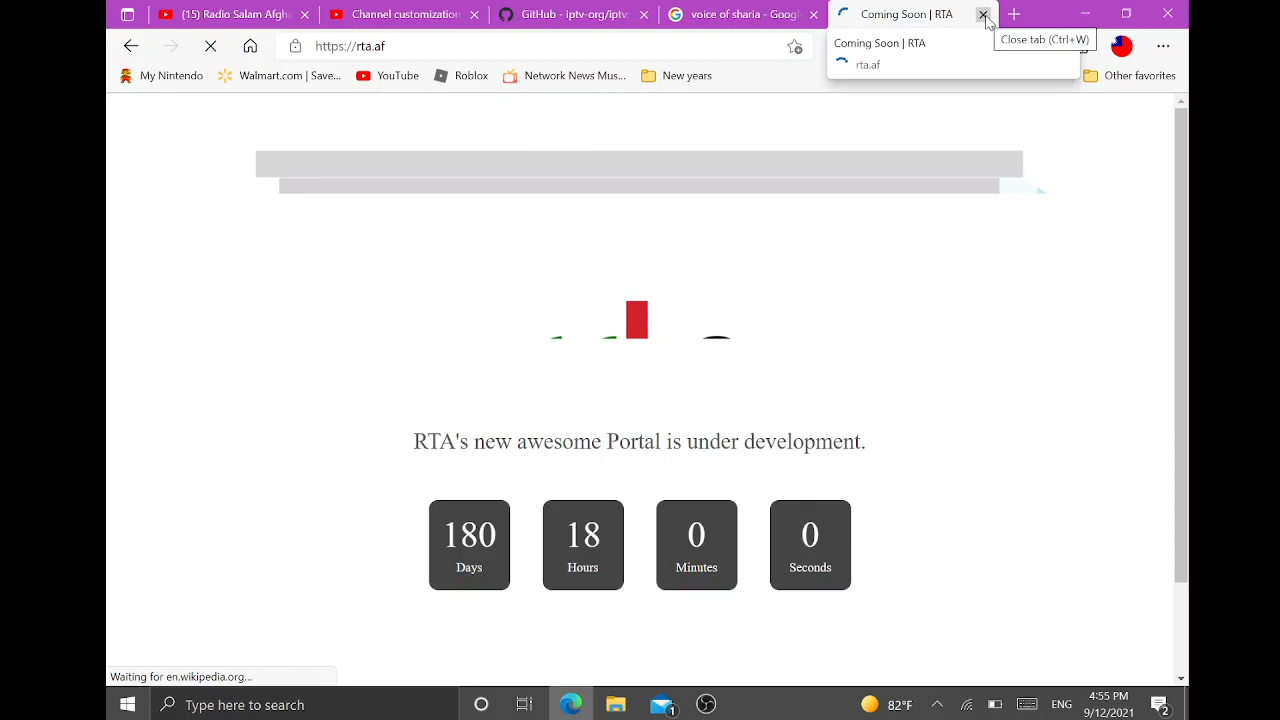 (15) Radio Salam Afgha
Channel customization
GitHub - iptv-org/iptv
voice of sharia - Google
Coming Soon | RTA
https://rta.af
Coming Soon | RTA
rta.af
Close tab (Ctrl+W)
My Nintendo
Walmart.com | Save...
YouTube
Roblox
Network News Mus...
New years
Other favorites
RTA's new awesome Portal is under development.
180
18
0
0
Days
Hours
Minutes
Seconds
Waiting for en.wikipedia.org...
Type here to search
1
82°F
ENG
4:55 PM
9/12/2021
2